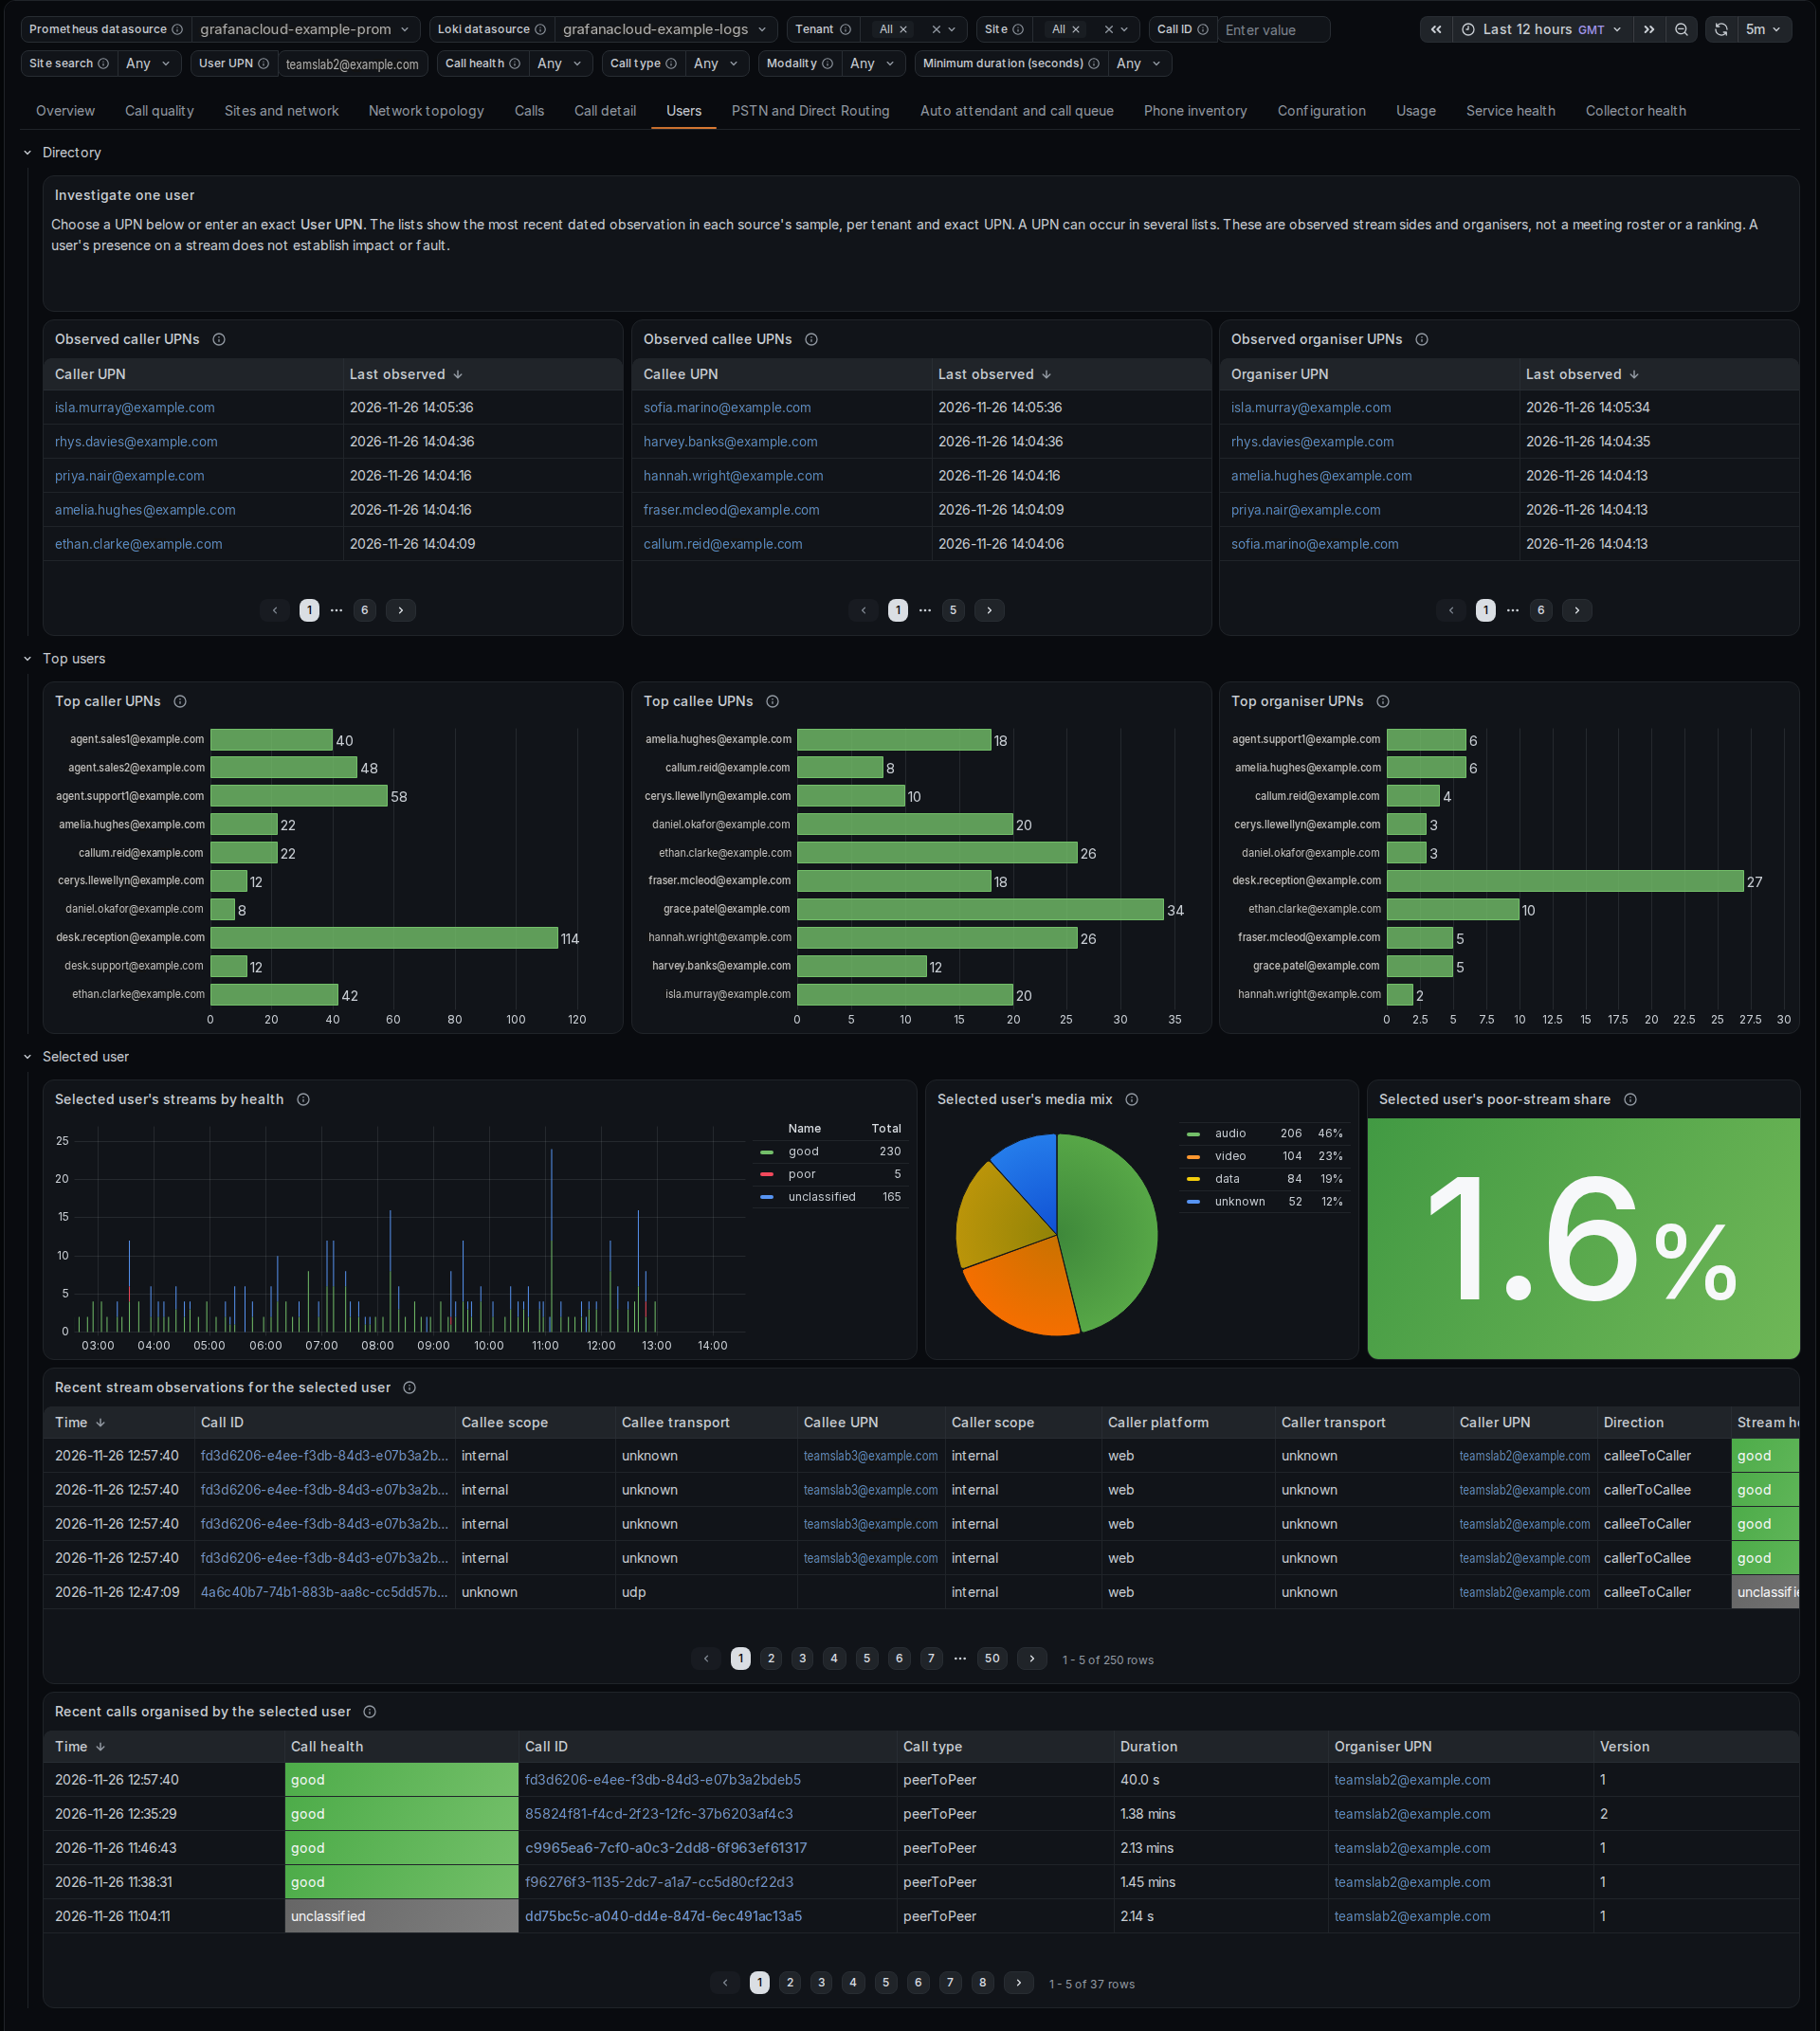 Prometheus datasource grafanacloud-example-prom Loki datasource grafanacloud-example-logs Tenant All Site All Call ID Enter value Last 12 hours GMT 5m
Site search Any User UPN teamslab2@example.com Call health Any Call type Any Modality Any Minimum duration (seconds) Any
Overview Call quality Sites and network Network topology Calls Call detail Users PSTN and Direct Routing Auto attendant and call queue Phone inventory Configuration Usage Service health Collector health
Directory
Investigate one user
Choose a UPN below or enter an exact User UPN. The lists show the most recent dated observation in each source's sample, per tenant and exact UPN. A UPN can occur in several lists. These are observed stream sides and organisers, not a meeting roster or a ranking. A
user's presence on a stream does not establish impact or fault.
Observed caller UPNs
Caller UPN Last observed
isla.murray@example.com 2026-11-26 14:05:36
rhys.davies@example.com 2026-11-26 14:04:36
priya.nair@example.com 2026-11-26 14:04:16
amelia.hughes@example.com 2026-11-26 14:04:16
ethan.clarke@example.com 2026-11-26 14:04:09
1 ... 6
Observed callee UPNs
Callee UPN Last observed
sofia.marino@example.com 2026-11-26 14:05:36
harvey.banks@example.com 2026-11-26 14:04:36
hannah.wright@example.com 2026-11-26 14:04:16
fraser.mcleod@example.com 2026-11-26 14:04:09
callum.reid@example.com 2026-11-26 14:04:06
1 ... 5
Observed organiser UPNs
Organiser UPN Last observed
isla.murray@example.com 2026-11-26 14:05:34
rhys.davies@example.com 2026-11-26 14:04:35
amelia.hughes@example.com 2026-11-26 14:04:13
priya.nair@example.com 2026-11-26 14:04:13
sofia.marino@example.com 2026-11-26 14:04:13
1 ... 6
Top users
Top caller UPNs
agent.sales1@example.com 40
agent.sales2@example.com 48
agent.support1@example.com 58
amelia.hughes@example.com 22
callum.reid@example.com 22
cerys.llewellyn@example.com 12
daniel.okafor@example.com 8
desk.reception@example.com 114
desk.support@example.com 12
ethan.clarke@example.com 42
0 20 40 60 80 100 120
Top callee UPNs
amelia.hughes@example.com 18
callum.reid@example.com 8
cerys.llewellyn@example.com 10
daniel.okafor@example.com 20
ethan.clarke@example.com 26
fraser.mcleod@example.com 18
grace.patel@example.com 34
hannah.wright@example.com 26
harvey.banks@example.com 12
isla.murray@example.com 20
0 5 10 15 20 25 30 35
Top organiser UPNs
agent.support1@example.com 6
amelia.hughes@example.com 6
callum.reid@example.com 4
cerys.llewellyn@example.com 3
daniel.okafor@example.com 3
desk.reception@example.com 27
ethan.clarke@example.com 10
fraser.mcleod@example.com 5
grace.patel@example.com 5
hannah.wright@example.com 2
0 2.5 5 7.5 10 12.5 15 17.5 20 22.5 25 27.5 30
Selected user
Selected user's streams by health
25
20
15
10
5
0
03:00 04:00 05:00 06:00 07:00 08:00 09:00 10:00 11:00 12:00 13:00 14:00
Name Total
good 230
poor 5
unclassified 165
Selected user's media mix
audio 206 46%
video 104 23%
data 84 19%
unknown 52 12%
Selected user's poor-stream share
1.6%
Recent stream observations for the selected user
Time Call ID Callee scope Callee transport Callee UPN Caller scope Caller platform Caller transport Caller UPN Direction Stream he
2026-11-26 12:57:40 fd3d6206-e4ee-f3db-84d3-e07b3a2b... internal unknown teamslab3@example.com internal web unknown teamslab2@example.com calleeToCaller good
2026-11-26 12:57:40 fd3d6206-e4ee-f3db-84d3-e07b3a2b... internal unknown teamslab3@example.com internal web unknown teamslab2@example.com callerToCallee good
2026-11-26 12:57:40 fd3d6206-e4ee-f3db-84d3-e07b3a2b... internal unknown teamslab3@example.com internal web unknown teamslab2@example.com calleeToCaller good
2026-11-26 12:57:40 fd3d6206-e4ee-f3db-84d3-e07b3a2b... internal unknown teamslab3@example.com internal web unknown teamslab2@example.com callerToCallee good
2026-11-26 12:47:09 4a6c40b7-74b1-883b-aa8c-cc5dd57b... unknown udp internal web unknown teamslab2@example.com calleeToCaller unclassifie
1 2 3 4 5 6 7 ... 50 1 - 5 of 250 rows
Recent calls organised by the selected user
Time Call health Call ID Call type Duration Organiser UPN Version
2026-11-26 12:57:40 good fd3d6206-e4ee-f3db-84d3-e07b3a2bdeb5 peerToPeer 40.0 s teamslab2@example.com 1
2026-11-26 12:35:29 good 85824f81-f4cd-2f23-12fc-37b6203af4c3 peerToPeer 1.38 mins teamslab2@example.com 2
2026-11-26 11:46:43 good c9965ea6-7cf0-a0c3-2dd8-6f963ef61317 peerToPeer 2.13 mins teamslab2@example.com 1
2026-11-26 11:38:31 good f96276f3-1135-2dc7-a1a7-cc5d80cf22d3 peerToPeer 1.45 mins teamslab2@example.com 1
2026-11-26 11:04:11 unclassified dd75bc5c-a040-dd4e-847d-6ec491ac13a5 peerToPeer 2.14 s teamslab2@example.com 1
1 2 3 4 5 6 7 8 1 - 5 of 37 rows